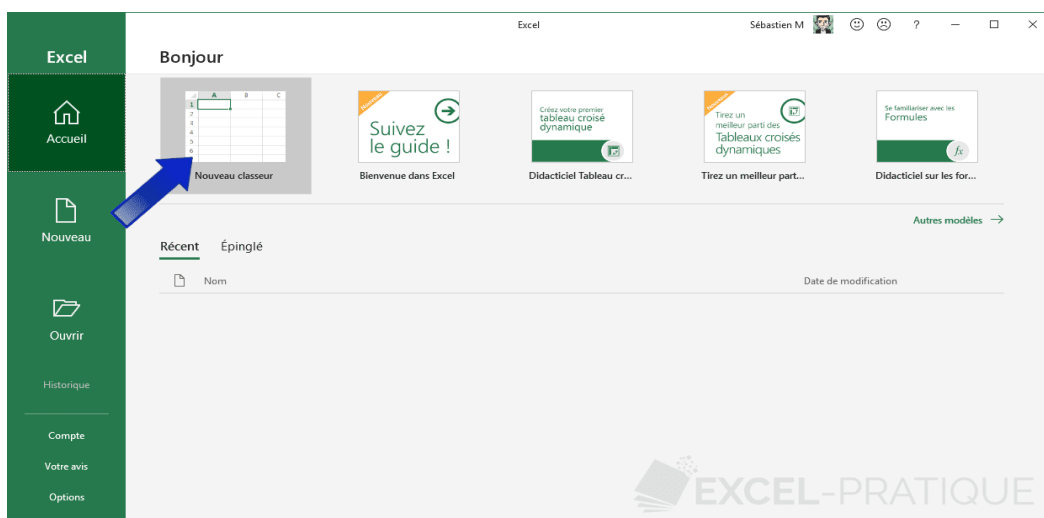 Excel
Sébastien M
?
Excel
Bonjour
Accueil
Nouveau
Ouvrir
Historique
Compte
Votre avis
Options
A B C
1
2
3
4
5
6
Nouveau classeur
Nouveau
Suivez
le guide !
Bienvenue dans Excel
Créez votre premier
tableau croisé
dynamique
Didacticiel Tableau cr...
Nouveau
Tirez un
meilleur parti des
Tableaux croisés
dynamiques
Tirez un meilleur part...
Se familiariser avec les
Formules
fx
Didacticiel sur les for...
Autres modèles
Récent Épinglé
Nom Date de modification
EXCEL-PRATIQUE